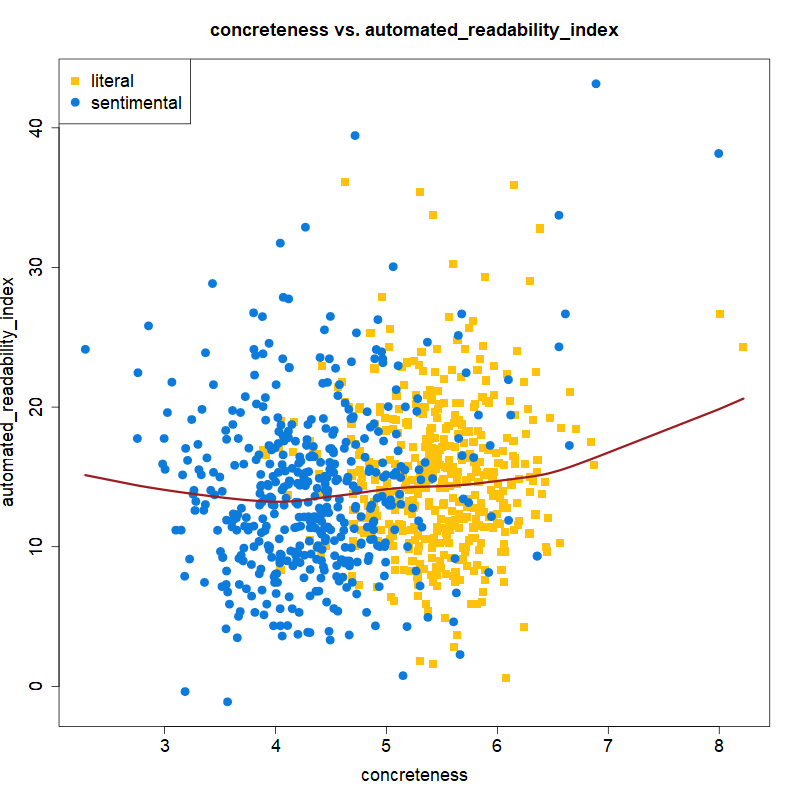 concreteness vs. automated_readability_index
literal
sentimental
automated_readability_index
40
30
20
10
0
3 4 5 6 7 8
concreteness